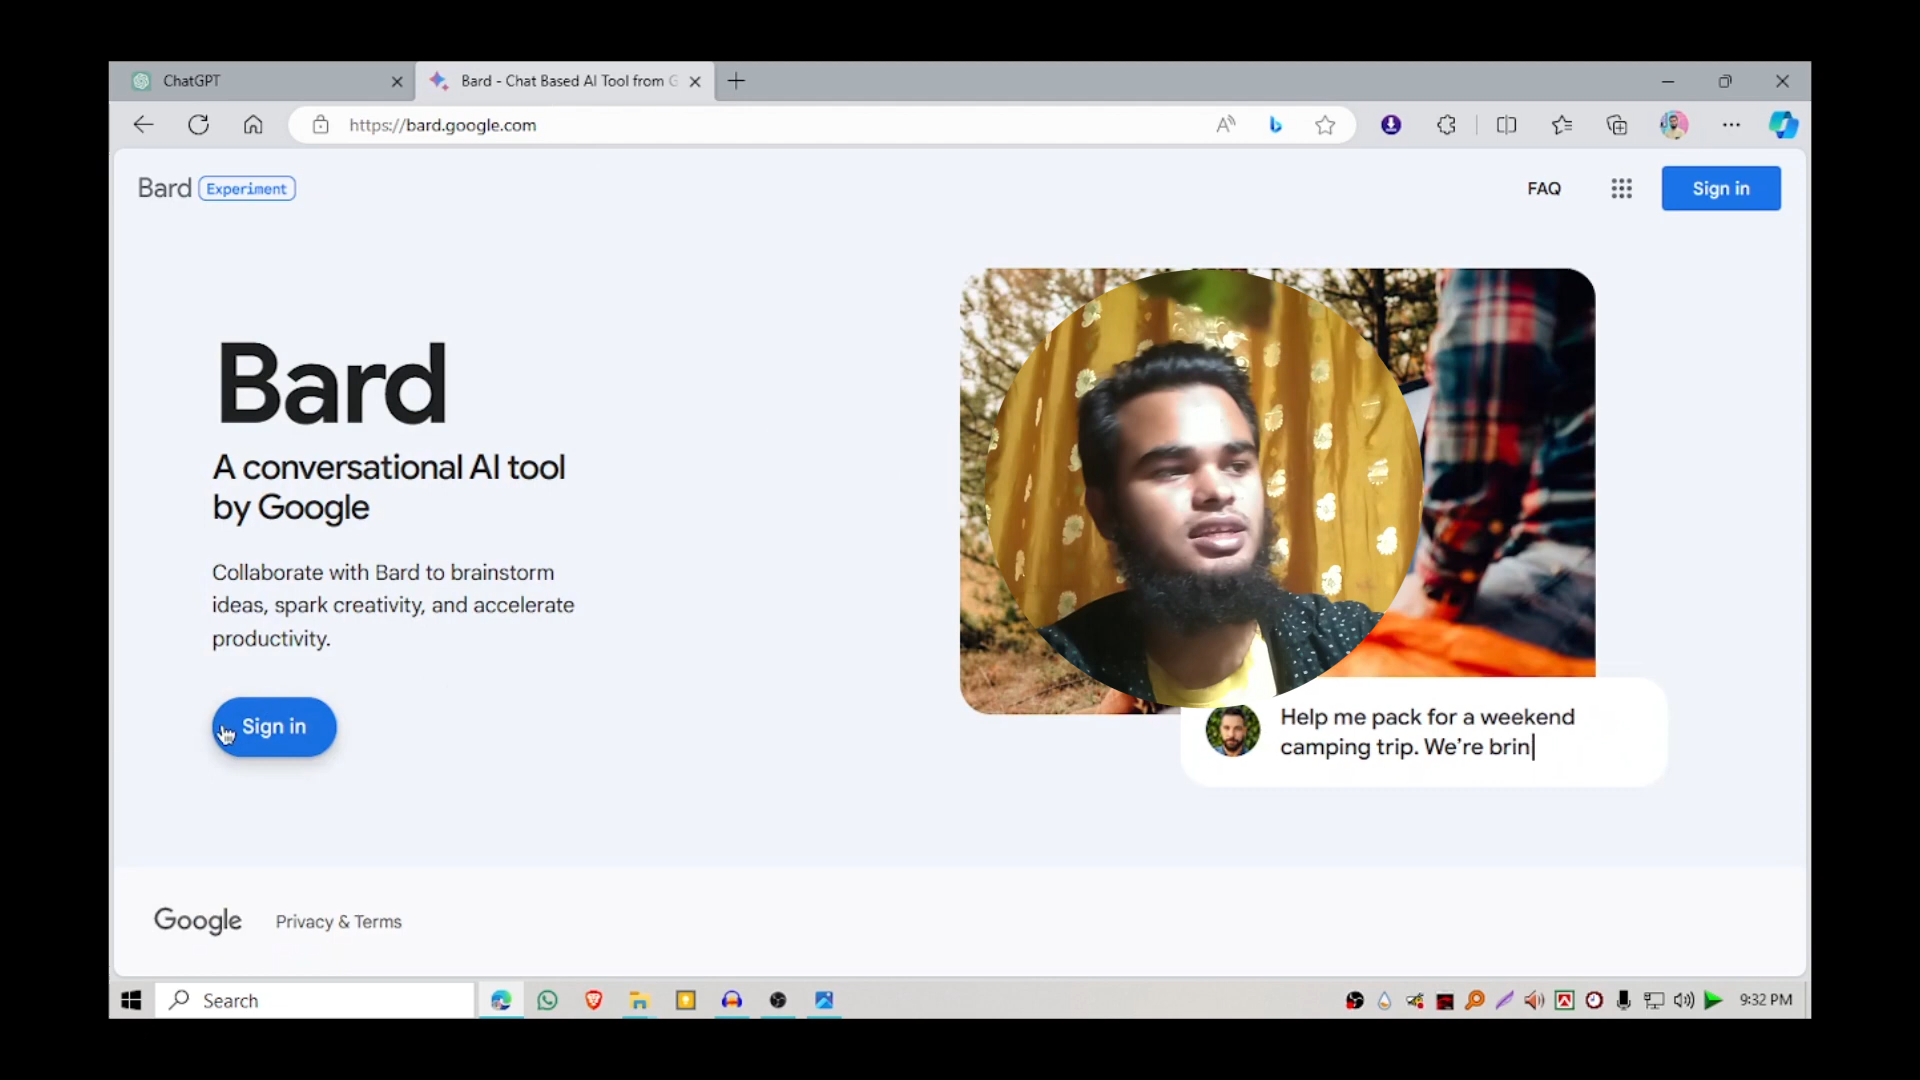 ChatGPT
Bard - Chat Based AI Tool from G
https://bard.google.com
Bard Experiment
FAQ
Sign in
Bard
A conversational AI tool
by Google
Collaborate with Bard to brainstorm
ideas, spark creativity, and accelerate
productivity.
Sign in
Help me pack for a weekend
camping trip. We’re brin
Google
Privacy & Terms
Search
9:32 PM